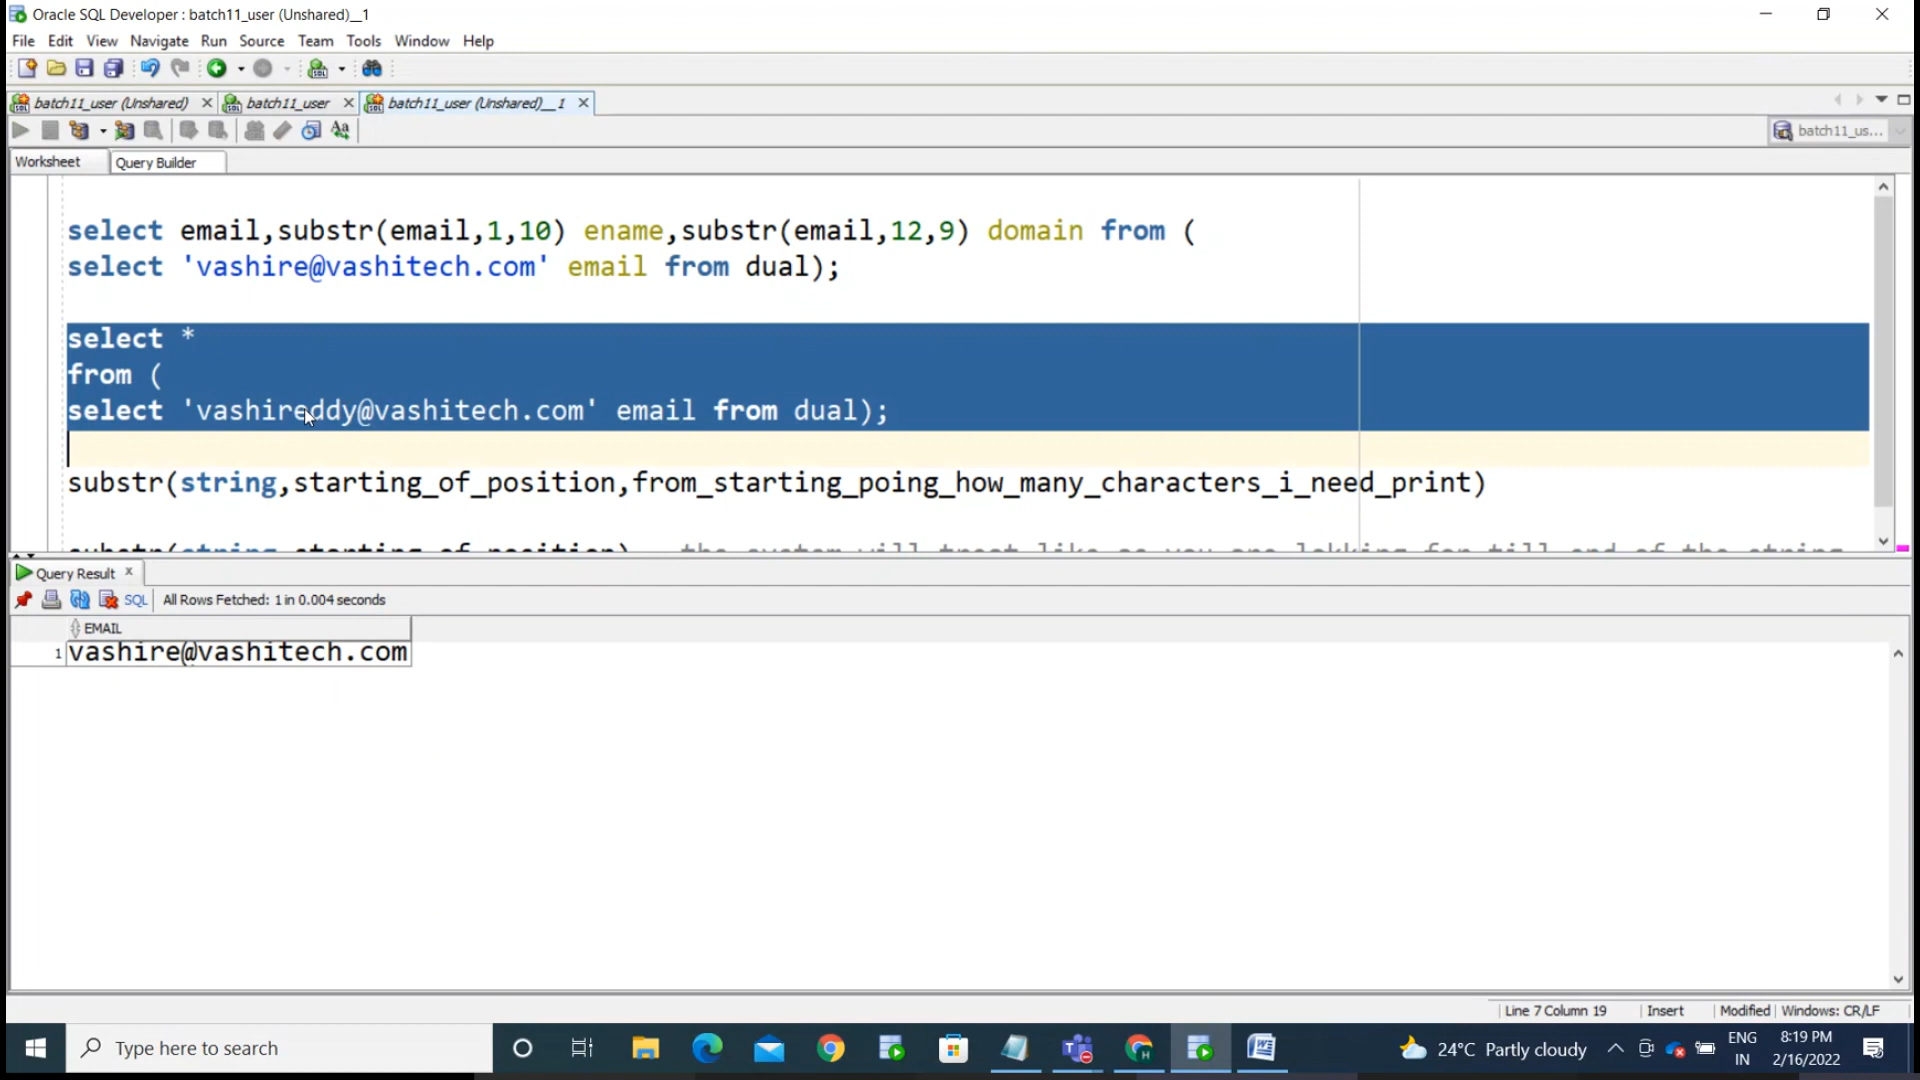 Oracle SQL Developer : batch11_user (Unshared)__1
File Edit View Navigate Run Source Team Tools Window Help
batch11_user (Unshared) batch11_user batch11_user (Unshared)__1
batch11_us...
Worksheet Query Builder
select email,substr(email,1,10) ename,substr(email,12,9) domain from (
select 'vashire@vashitech.com' email from dual);
select *
from (
select 'vashireddy@vashitech.com' email from dual);
substr(string,starting_of_position,from_starting_poing_how_many_characters_i_need_print)
Query Result
SQL All Rows Fetched: 1 in 0.004 seconds
EMAIL
1 vashire@vashitech.com
Line 7 Column 19 Insert Modified Windows: CR/LF
Type here to search
24°C Partly cloudy
ENG 8:19 PM
IN 2/16/2022